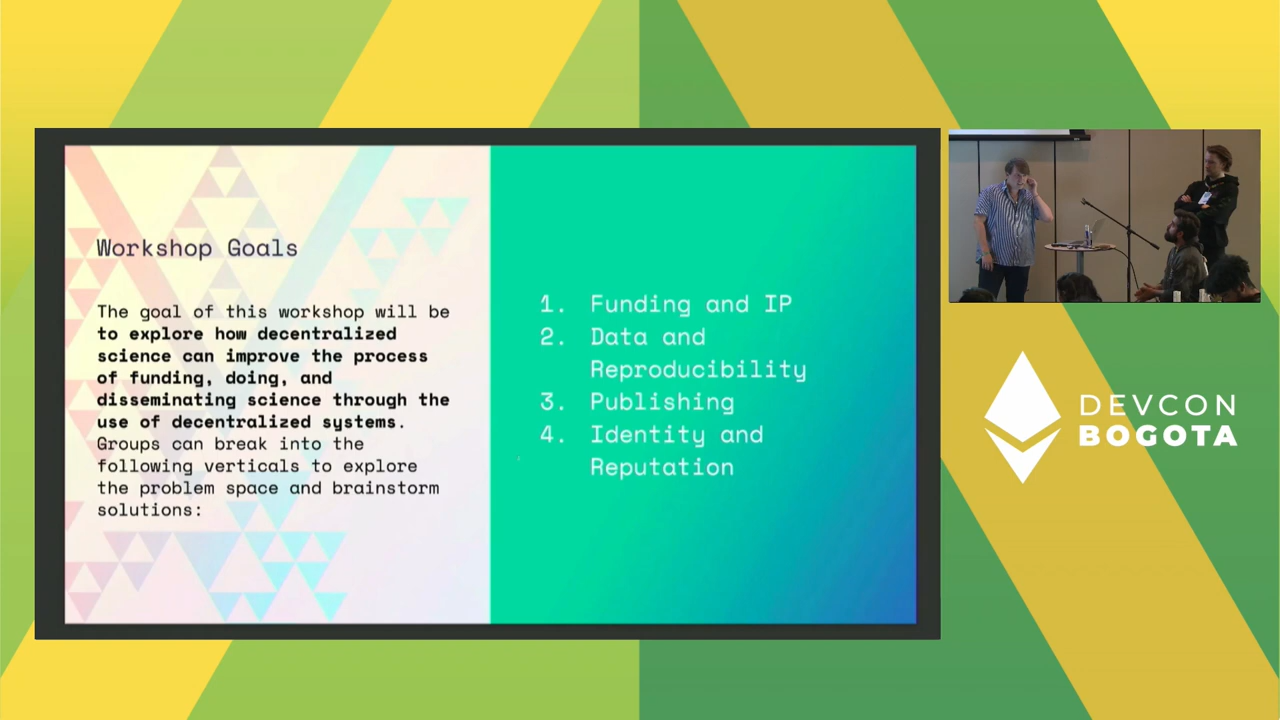 Workshop Goals
The goal of this workshop will be
to explore how decentralized
science can improve the process
of funding, doing, and
disseminating science through the
use of decentralized systems.
Groups can break into the
following verticals to explore
the problem space and brainstorm
solutions:
1. Funding and IP
2. Data and
Reproducibility
3. Publishing
4. Identity and
Reputation
DEVCON
BOGOTA